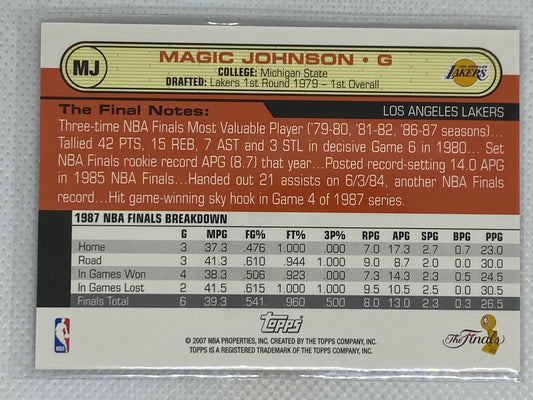 MJ
MAGIC JOHNSON • G
COLLEGE: Michigan State
DRAFTED: Lakers 1st Round 1979 – 1st Overall
LOS ANGELES
LAKERS
The Final Notes:
LOS ANGELES LAKERS
Three-time NBA Finals Most Valuable Player ('79-80, '81-82, '86-87 seasons)...
Tallied 42 PTS, 15 REB, 7 AST and 3 STL in decisive Game 6 in 1980... Set
NBA Finals rookie record APG (8.7) that year...Posted record-setting 14.0 APG
in 1985 NBA Finals...Handed out 21 assists on 6/3/84, another NBA Finals
record...Hit game-winning sky hook in Game 4 of 1987 series.
1987 NBA FINALS BREAKDOWN
G MPG FG% FT% 3P% RPG APG SPG BPG PPG
Home 3 37.3 .476 1.000 .000 7.0 17.3 2.7 0.7 23.0
Road 3 41.3 .610 .944 1.000 9.0 8.7 2.0 0.0 30.0
In Games Won 4 38.3 .506 .923 .000 7.3 14.3 2.3 0.5 24.5
In Games Lost 2 41.5 .615 1.000 1.000 9.5 10.5 2.5 0.0 30.5
Finals Total 6 39.3 .541 .960 .500 8.0 13.0 2.3 0.3 26.5
NBA
Topps
The Finals
© 2007 NBA PROPERTIES, INC. CREATED BY THE TOPPS COMPANY, INC.
TOPPS IS A REGISTERED TRADEMARK OF THE TOPPS COMPANY, INC.